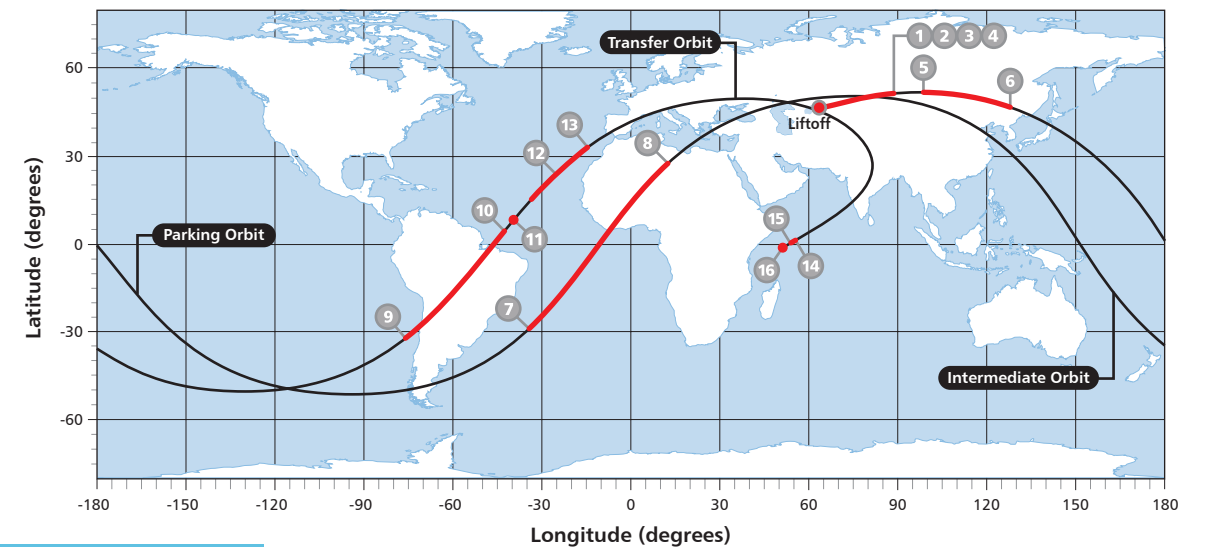 1 2 3 4
Transfer Orbit
5
60
6
Liftoff
13
12
8
30
10
15
Parking Orbit
11
0
14
16
9
7
-30
Intermediate Orbit
-60
-180 -150 -120 -90 -60 -30 0 30 60 90 120 150 180
Latitude (degrees)
Longitude (degrees)